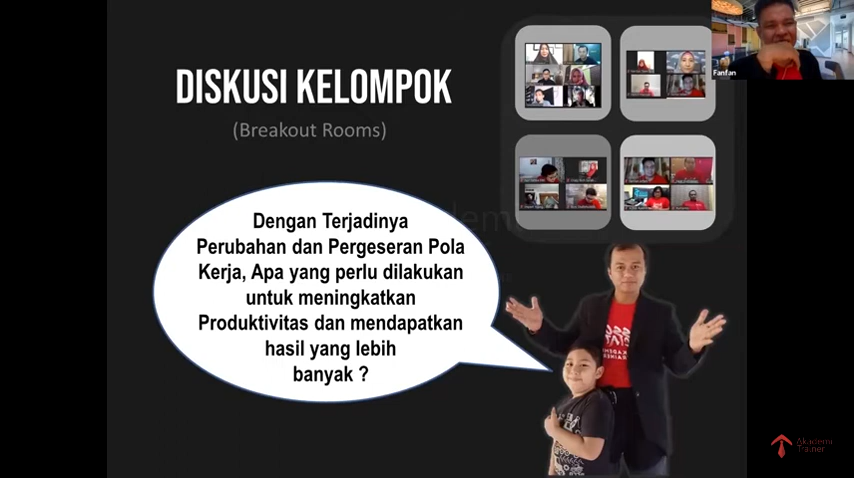 DISKUSI KELOMPOK
(Breakout Rooms)
Fanfan
Dengan Terjadinya
Perubahan dan Pergeseran Pola
Kerja, Apa yang perlu dilakukan
untuk meningkatkan
Produktivitas dan mendapatkan
hasil yang lebih
banyak ?
Akademi
Trainer